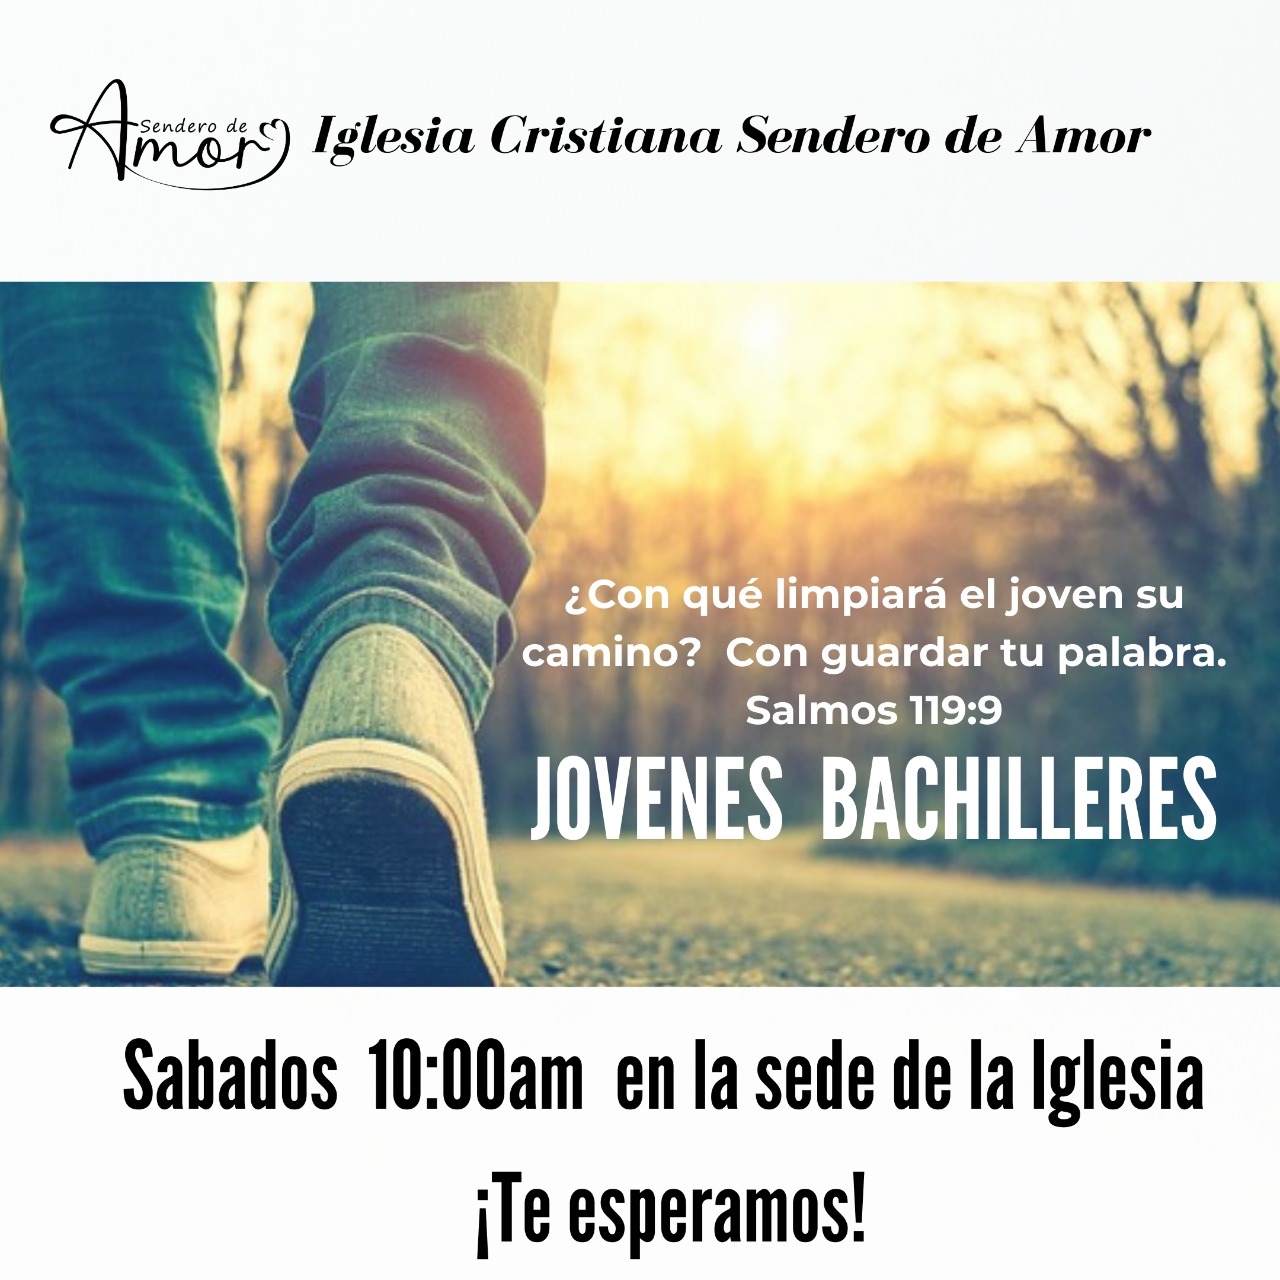 Sendero de
Amor
Iglesia Cristiana Sendero de Amor
¿Con qué limpiará el joven su
camino?  Con guardar tu palabra.
Salmos 119:9
JOVENES  BACHILLERES
Sabados  10:00am  en la sede de la Iglesia
¡Te esperamos!